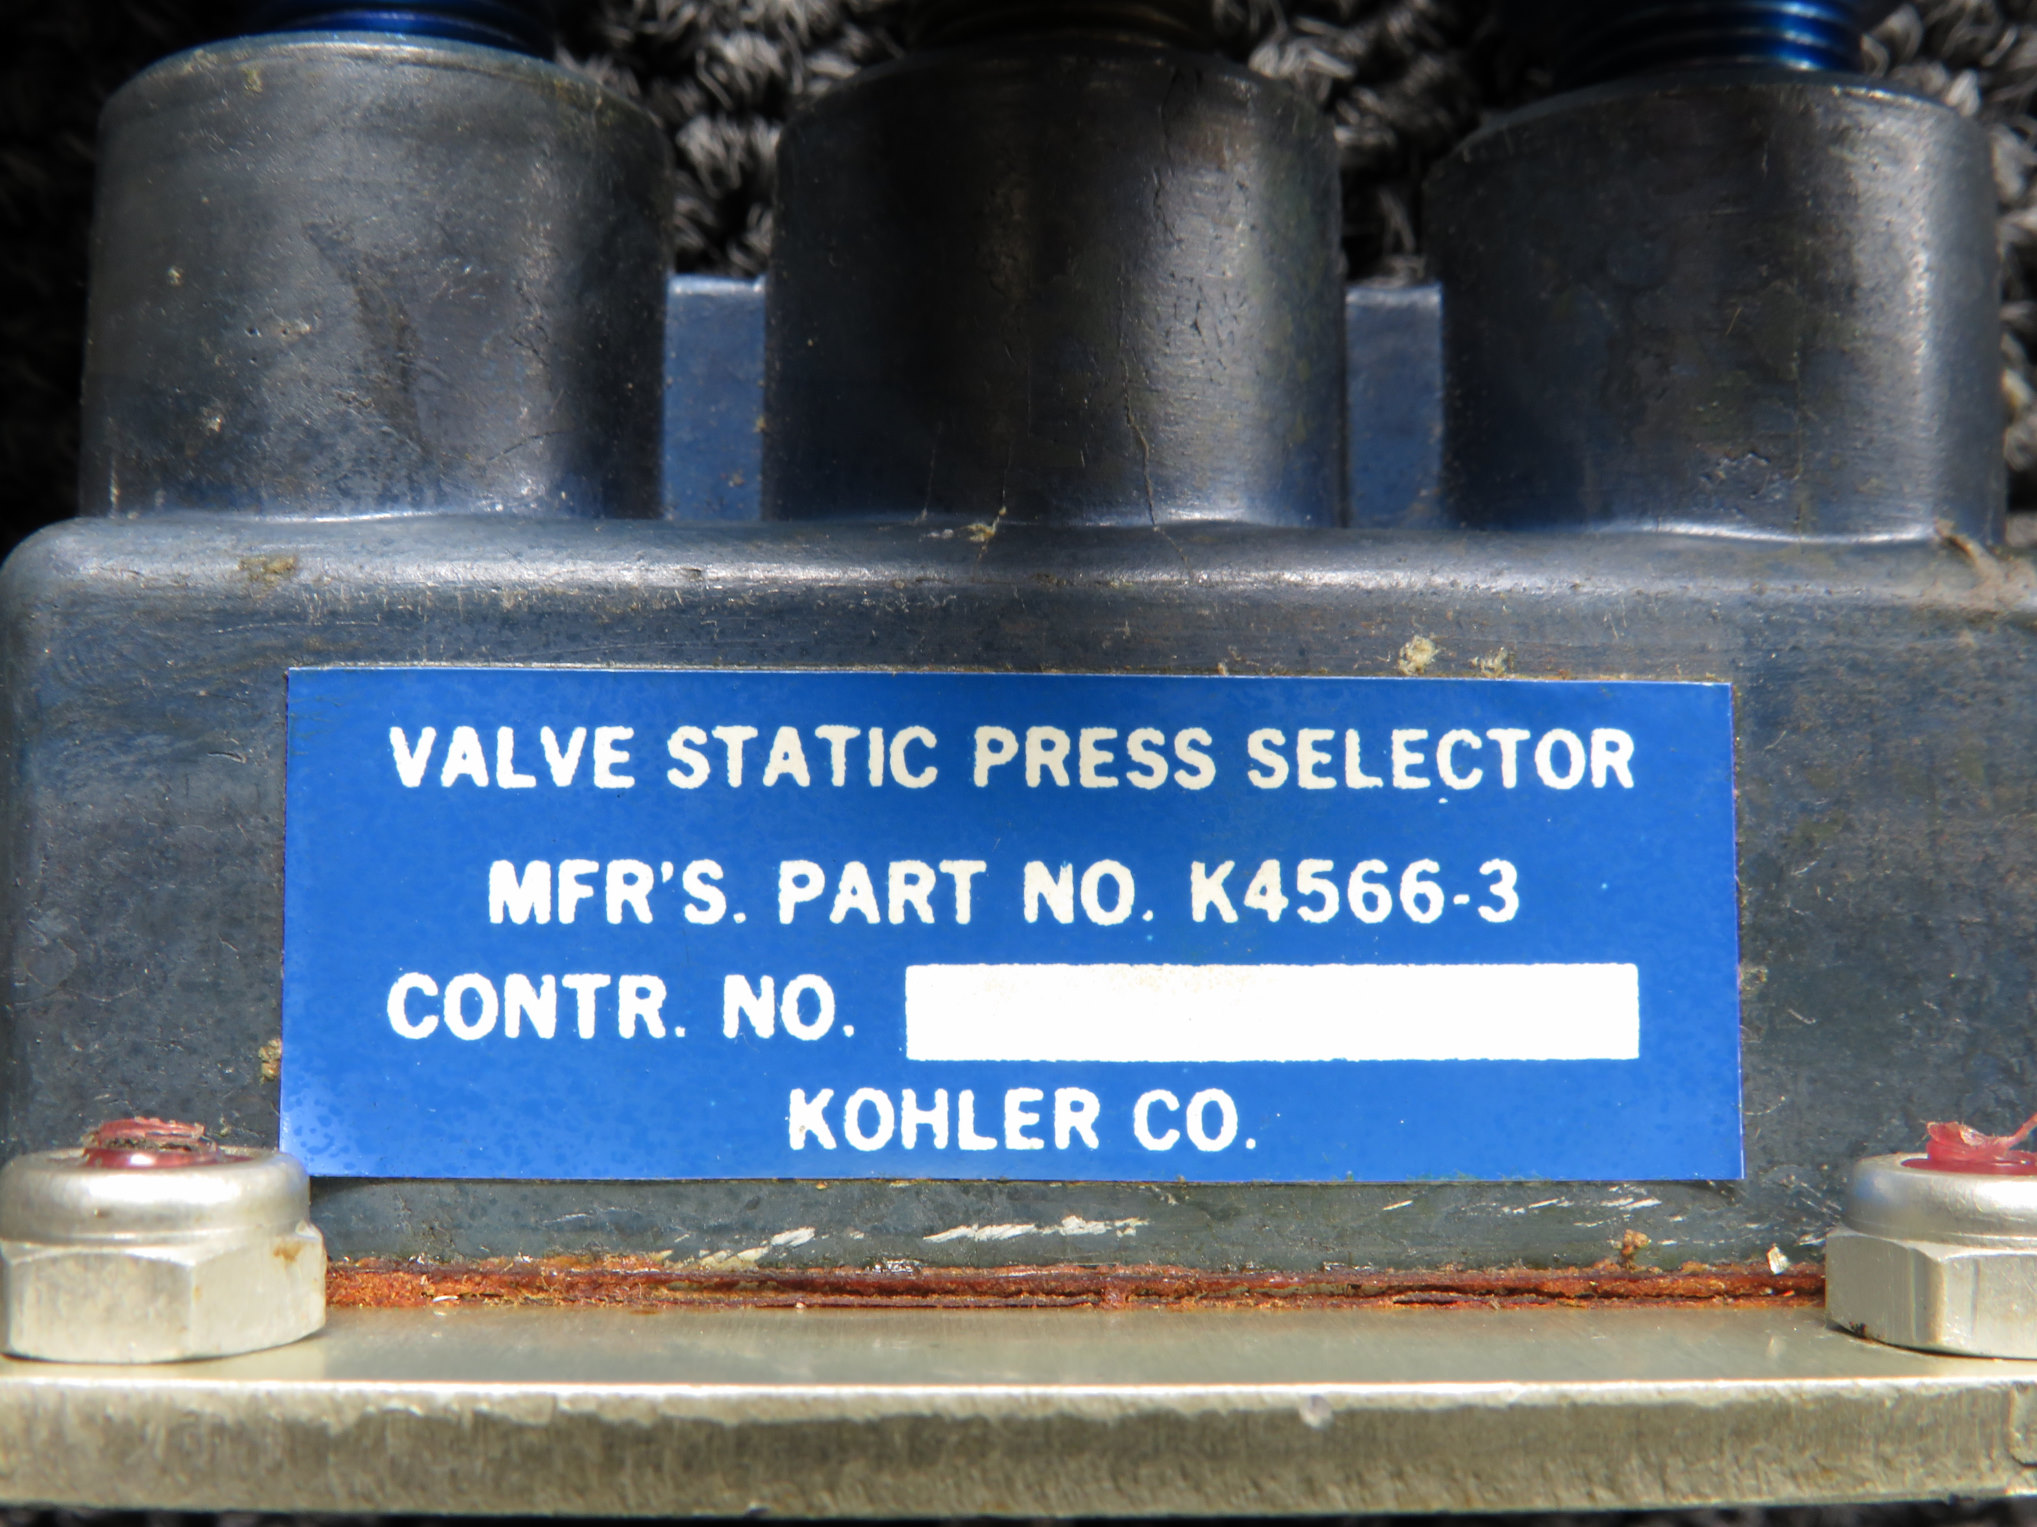 VALVE STATIC PRESS SELECTOR
MFR'S. PART NO. K4566-3
CONTR. NO.
KOHLER CO.